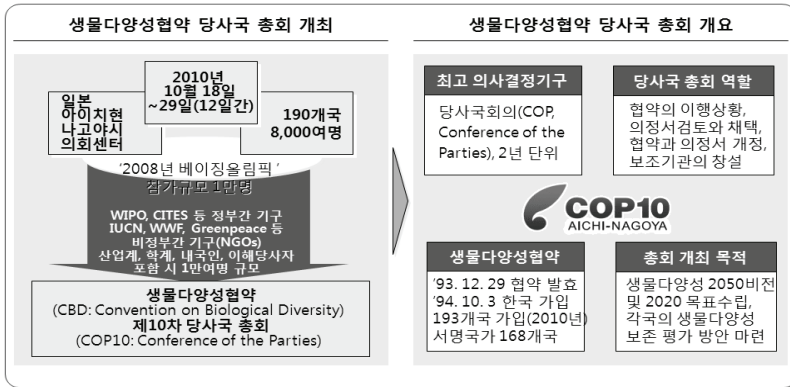 생물다양성협약 당사국 총회 개최
일본
아이치현
나고야시
의회센터
2010년
10월 18일
~29일(12일간)
190개국
8,000여명
‘2008년 베이징올림픽 ’
참가규모 1만명
WIPO, CITES 등 정부간 기구
IUCN, WWF, Greenpeace 등
비정부간 기구(NGOs)
산업계, 학계, 내국인, 이해당사자
포함 시 1만여명 규모
생물다양성협약
(CBD: Convention on Biological Diversity)
제10차 당사국 총회
(COP10: Conference of the Parties)
생물다양성협약 당사국 총회 개요
최고 의사결정기구
당사국회의(COP,
Conference of the
Parties), 2년 단위
당사국 총회 역할
협약의 이행상황,
의정서검토와 채택,
협약과 의정서 개정,
보조기관의 창설
COP10
AICHI-NAGOYA
생물다양성협약
’93. 12. 29 협약 발효
’94. 10. 3 한국 가입
193개국 가입(2010년)
서명국가 168개국
총회 개최 목적
생물다양성 2050비전
및 2020 목표수립,
각국의 생물다양성
보존 평가 방안 마련